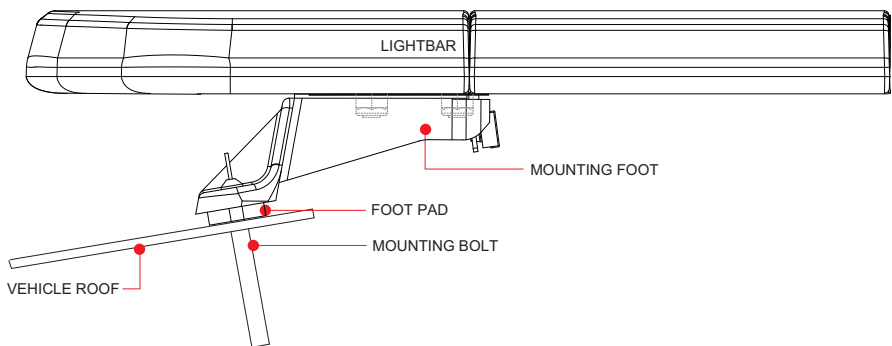 LIGHTBAR
MOUNTING FOOT
FOOT PAD
MOUNTING BOLT
VEHICLE ROOF